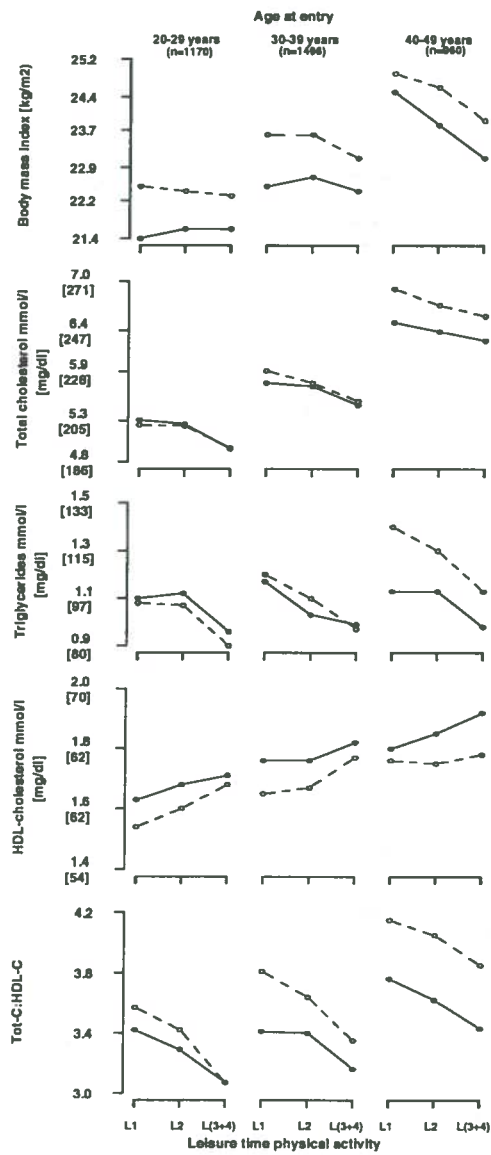 Age at entry
20-29 years 30-39 years 40-49 years
(n=1170) (n=1496) (n=960)
Body mass index [kg/m2]
25.2
24.4
23.7
22.9
22.2
21.4
Total cholesterol mmol/l
[mg/dl]
7.0
[271]
6.4
[247]
5.9
[228]
5.3
[205]
4.8
[186]
Triglycerides mmol/l
[mg/dl]
1.5
[133]
1.3
[115]
1.1
[97]
0.9
[80]
HDL-cholesterol mmol/l
[mg/dl]
2.0
[70]
1.8
[62]
1.6
[62]
1.4
[54]
Tot-C:HDL-C
4.2
3.8
3.4
3.0
L1 L2 L(3+4) L1 L2 L(3+4) L1 L2 L(3+4)
Leisure time physical activity